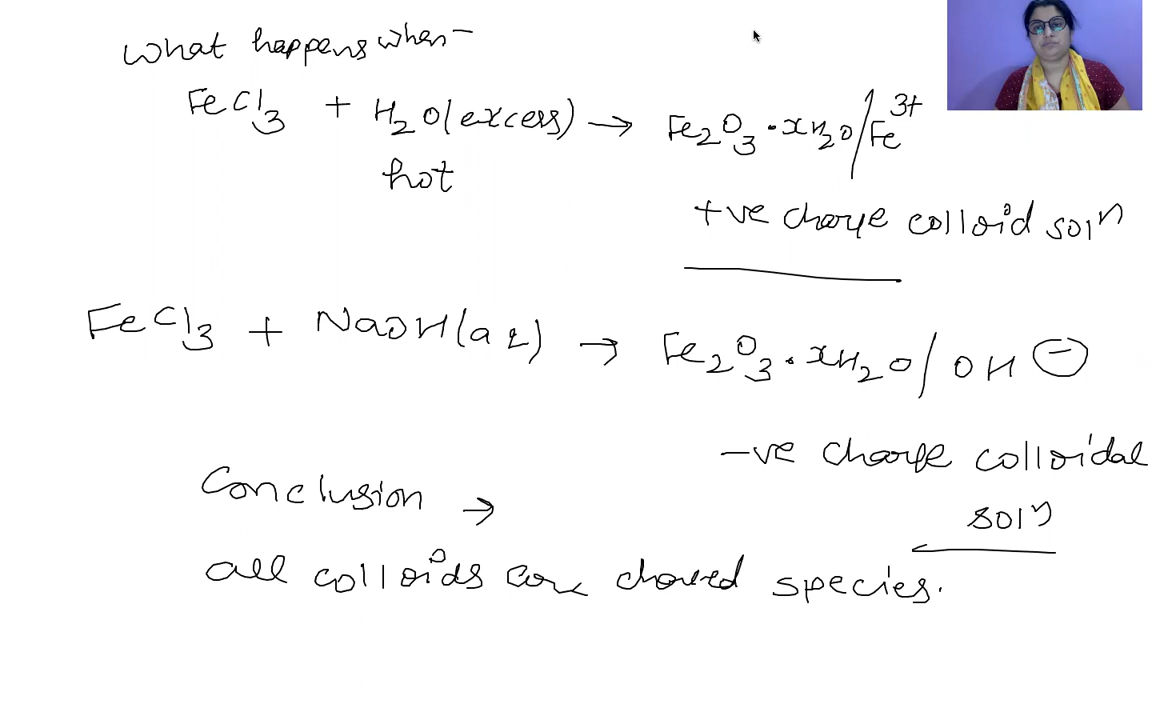 What happens when-
FeCl3 + H2O(excess) → Fe2O3·xH2O/Fe3+
hot
+ve charge colloid soln
FeCl3 + NaOH(aq) → Fe2O3·xH2O/OH⊖
-ve charge colloidal
soln
Conclusion →
all colloids are charged species.